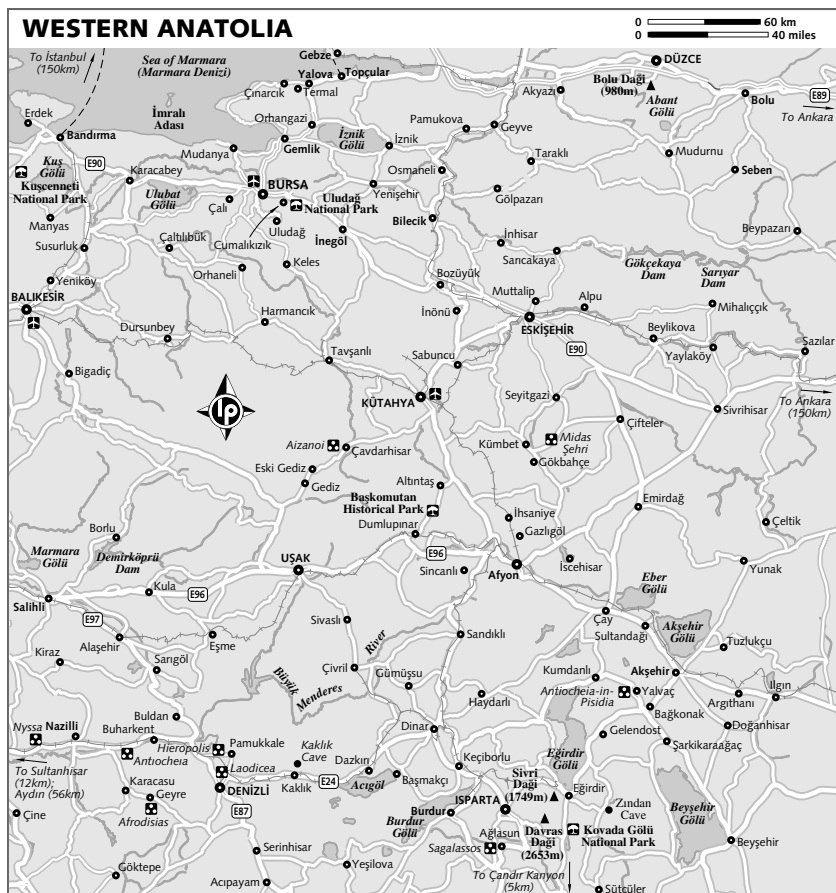 WESTERN ANATOLIA
0 60 km
0 40 miles
To İstanbul
(150km)
Sea of Marmara
(Marmara Denizi)
Gebze
Yalova
Topçular
DÜZCE
Bolu Daği
(980m)
Çınarcık
Termal
Akyazı
Abant
Gölü
Bolu
E89
To Ankara
Erdek
İmralı
Adası
Orhangazi
Pamukova
Geyve
Bandırma
Gemlik
İznik
Gölü
İznik
Mudanya
Taraklı
Mudurnu
Kuş
Gölü
E90
Karacabey
Osmaneli
Seben
Kuşcenneti
National Park
Ulubat
Gölü
BURSA
Yenişehir
Gölpazarı
Çalı
Uludağ
National Park
Manyas
Uludağ
Bilecik
Cumalıkızık
İnegöl
Beypazarı
Susurluk
Çaltılıbük
İnhisar
Sarıcakaya
Orhaneli
Keles
Gökçekaya
Dam
Sarıyar
Dam
Yeniköy
Bozüyük
Muttalip
Alpu
Mihalıççık
BALIKESİR
Harmancık
İnönü
ESKİŞEHİR
Dursunbey
Beylikova
Sazılar
Yaylaköy
Tavşanlı
Sabuncu
E90
Bigadiç
To Ankara
(150km)
lp
KÜTAHYA
Seyitgazi
Sivrihisar
Çifteler
Aizanoi
Çavdarhisar
Kümbet
Midas
Şehri
Gökbahçe
Eski Gediz
Gediz
Altıntaş
Başkomutan
Historical Park
Emirdağ
İhsaniye
Çeltik
Dumlupınar
Gazlıgöl
Borlu
Demirköprü
Dam
Marmara
Gölü
UŞAK
E96
Sincanlı
Afyon
İscehisar
Yunak
Kula
E96
Eber
Gölü
Salihli
Çay
E97
Sivaslı
Sultandağı
Akşehir
Gölü
Alaşehir
Eşme
Sandıklı
Tuzlukçu
Kiraz
Sarıgöl
Çivril
River
Büyük
Menderes
Gümüşsu
Kumdanlı
Akşehir
Antiocheia-in-
Pisidia
Yalvaç
Ilgın
Haydarlı
Argıthanı
Bağkonak
Buldan
Nyssa
Nazilli
Buharkent
Dinar
Gelendost
Doğanhisar
Hieropolis
Pamukkale
Kaklık
Cave
Şarkikaraağaç
Antiocheia
Laodicea
Dazkırı
Keçiborlu
Eğirdir
Gölü
To Sultanhisar
(12km);
Aydın (56km)
Kaklık
E24
Acıgöl
Başmakçı
Sivri
Daği
(1749m)
Karacasu
Geyre
DENİZLİ
Eğirdir
Beyşehir
Gölü
Afrodisias
E87
Burdur
ISPARTA
Zından
Cave
Çine
Burdur
Gölü
Ağlasun
Davras
Daği
(2653m)
Kovada Gölü
National Park
Beyşehir
Serinhisar
Sagalassos
Göktepe
Yeşilova
To Çandır Kanyon
(5km)
Acıpayam
Sütçüler